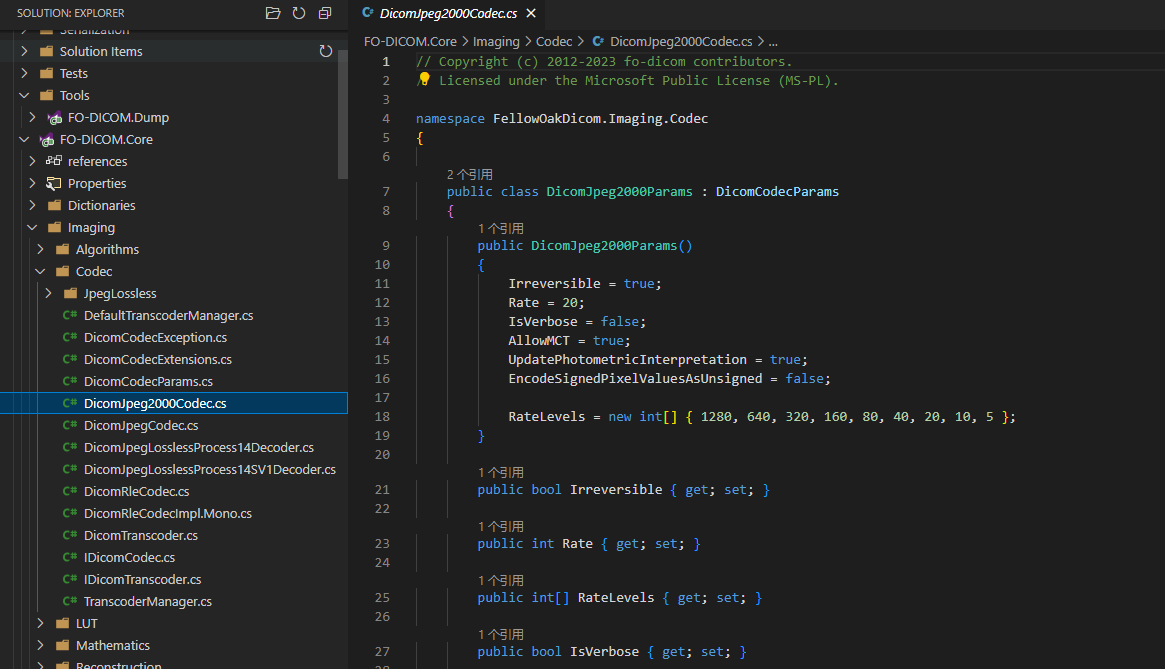 SOLUTION: EXPLORER
Serialization
Solution Items
Tests
Tools
FO-DICOM.Dump
FO-DICOM.Core
references
Properties
Dictionaries
Imaging
Algorithms
Codec
JpegLossless
C# DefaultTranscoderManager.cs
C# DicomCodecException.cs
C# DicomCodecExtensions.cs
C# DicomCodecParams.cs
C# DicomJpeg2000Codec.cs
C# DicomJpegCodec.cs
C# DicomJpegLosslessProcess14Decoder.cs
C# DicomJpegLosslessProcess14SV1Decoder.cs
C# DicomRleCodec.cs
C# DicomRleCodecImpl.Mono.cs
C# DicomTranscoder.cs
C# IDicomCodec.cs
C# IDicomTranscoder.cs
C# TranscoderManager.cs
LUT
Mathematics
Reconstruction
DicomJpeg2000Codec.cs ×
FO-DICOM.Core > Imaging > Codec > DicomJpeg2000Codec.cs > ...
1 // Copyright (c) 2012-2023 fo-dicom contributors.
2 // Licensed under the Microsoft Public License (MS-PL).
3
4 namespace FellowOakDicom.Imaging.Codec
5 {
6
2 个引用
7 public class DicomJpeg2000Params : DicomCodecParams
8 {
1 个引用
9 public DicomJpeg2000Params()
10 {
11 Irreversible = true;
12 Rate = 20;
13 IsVerbose = false;
14 AllowMCT = true;
15 UpdatePhotometricInterpretation = true;
16 EncodeSignedPixelValuesAsUnsigned = false;
17
18 RateLevels = new int[] { 1280, 640, 320, 160, 80, 40, 20, 10, 5 };
19 }
20
1 个引用
21 public bool Irreversible { get; set; }
22
1 个引用
23 public int Rate { get; set; }
24
1 个引用
25 public int[] RateLevels { get; set; }
26
1 个引用
27 public bool IsVerbose { get; set; }
28